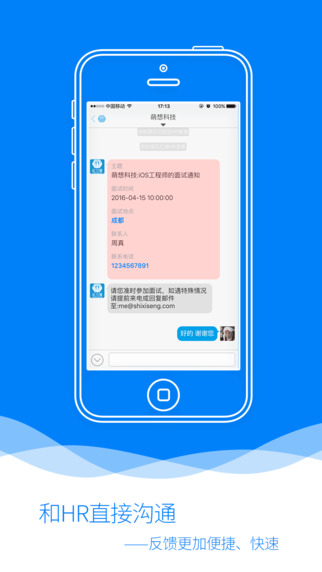 中国移动 17:13 100%
萌想科技
主题
萌想科技:iOS工程师的面试通知
面试时间
2016-04-15 10:00:00
面试地点
成都
联系人
周真
联系电话
1234567891
请您准时参加面试，如遇特殊情况
请提前来电或回复邮件
至:me@shixiseng.com
好的 谢谢您
和HR直接沟通
——反馈更加便捷、快速